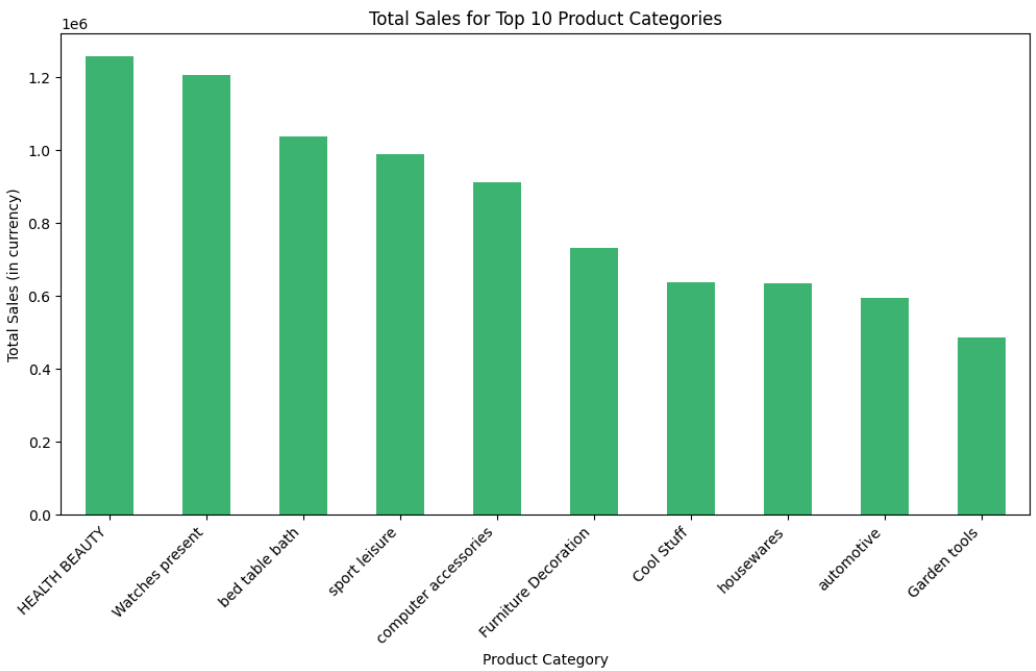 Total Sales for Top 10 Product Categories
1e6
1.2
1.0
0.8
0.6
0.4
0.2
0.0
Total Sales (in currency)
HEALTH BEAUTY
Watches present
bed table bath
sport leisure
computer accessories
Furniture Decoration
Cool Stuff
housewares
automotive
Garden tools
Product Category